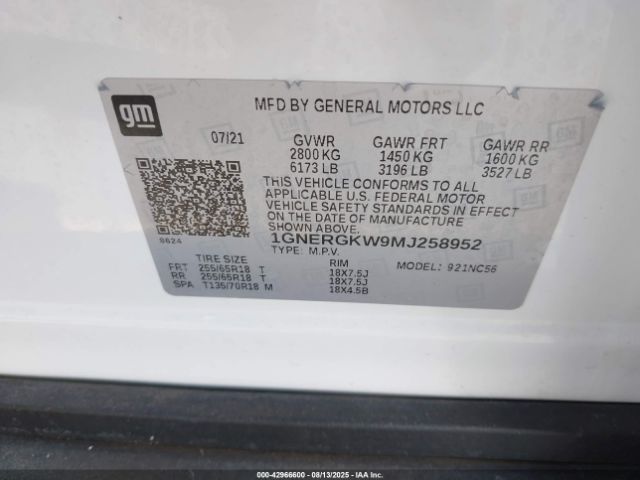 gm
MFD BY GENERAL MOTORS LLC
07/21 GVWR GAWR FRT GAWR RR
2800 KG 1450 KG 1600 KG
6173 LB 3196 LB 3527 LB
THIS VEHICLE CONFORMS TO ALL
APPLICABLE U.S. FEDERAL MOTOR
VEHICLE SAFETY STANDARDS IN EFFECT
ON THE DATE OF MANUFACTURE
SHOWN ABOVE.
8624 1GNERGKW9MJ258952
TYPE: M.P.V. MODEL: 921NC56
TIRE SIZE RIM
FRT 255/65R18 T 18X7.5J
RR 255/65R18 T 18X7.5J
SPA T135/70R18 M 18X4.5B
000-42966600 - 08/13/2025 - IAAI.COM